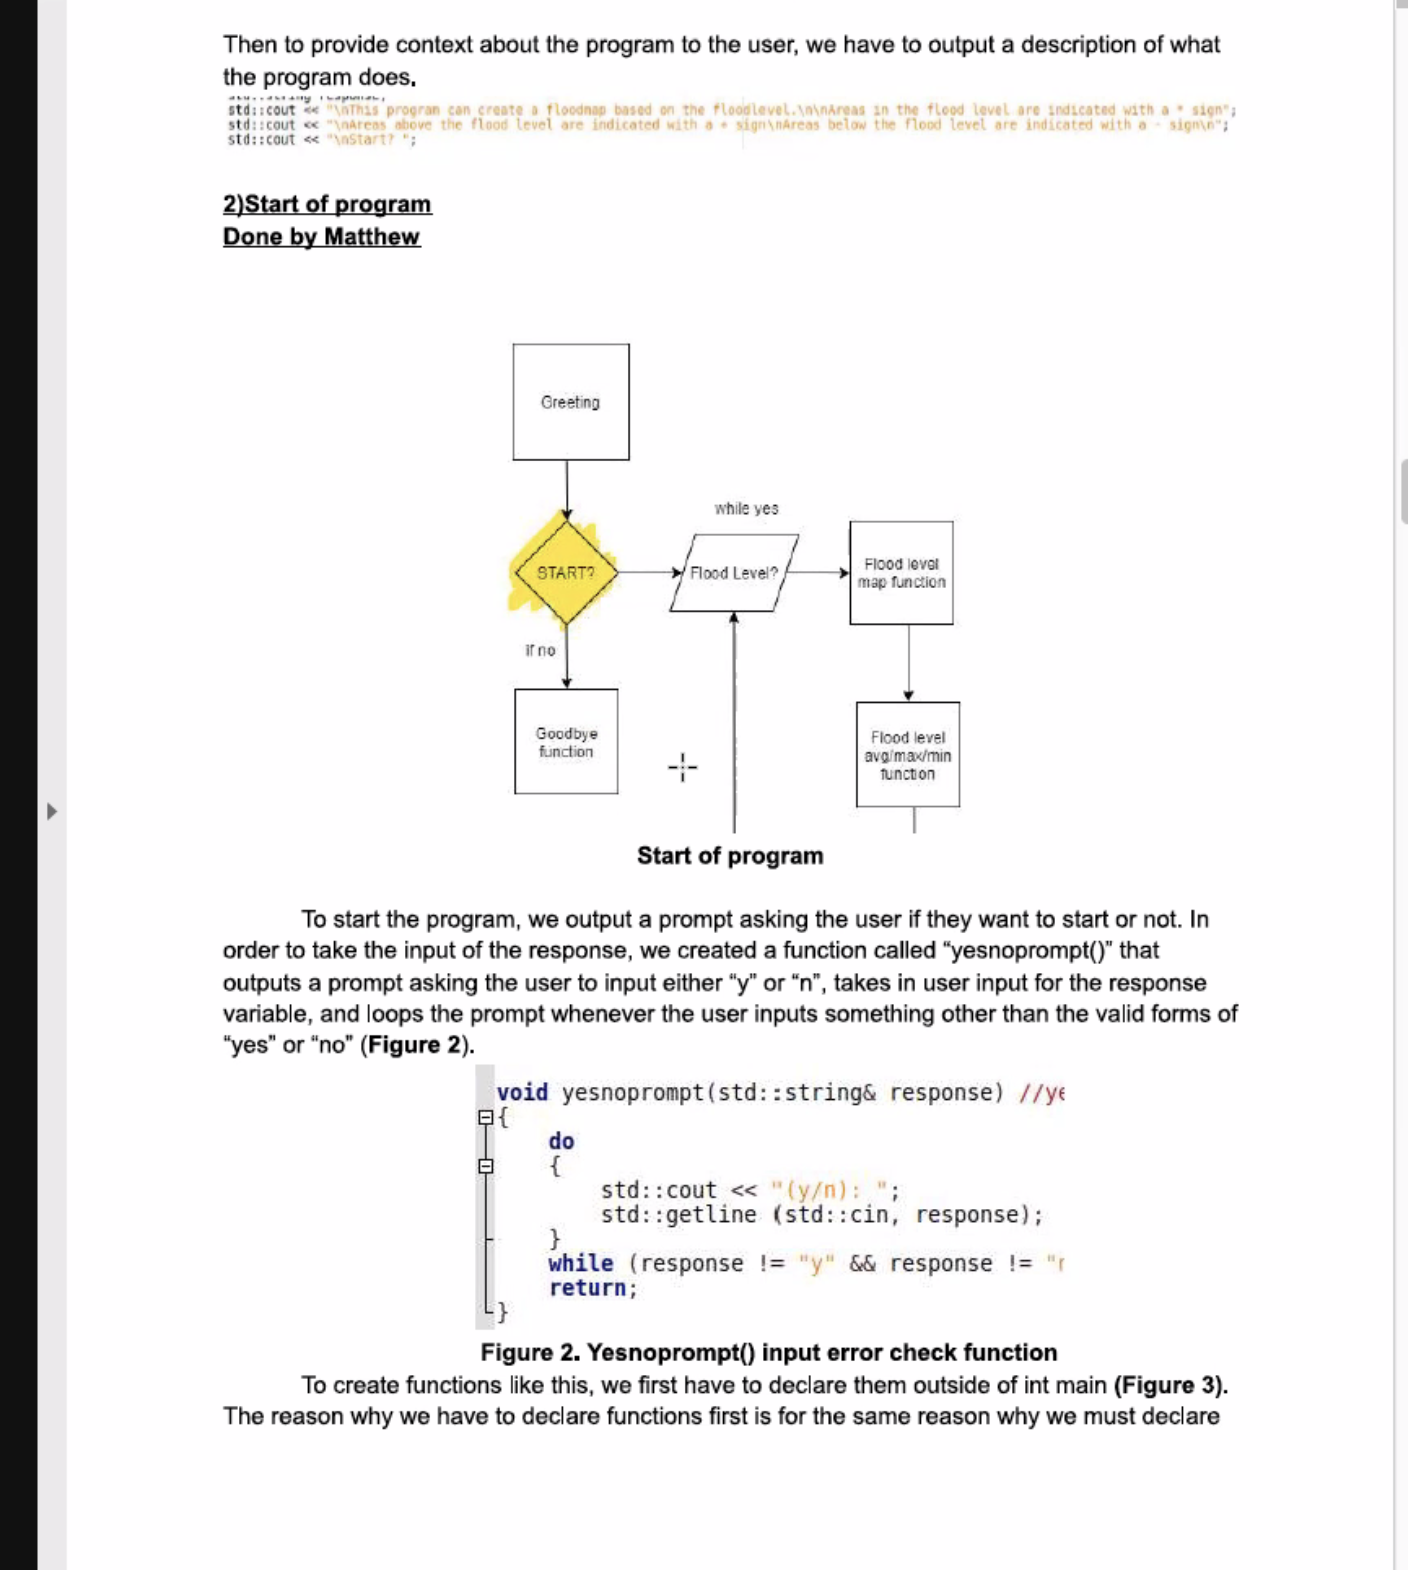 Then to provide context about the program to the user, we have to output a description of what
the program does.
std::cout << "\nThis program can create a floodmap based on the floodlevel.\n\nAreas in the flood level are indicated with a * sign";
std::cout << "\nAreas above the flood level are indicated with a + sign\nAreas below the flood level are indicated with a - sign\n";
std::cout << "\nStart? ";
2)Start of program
Done by Matthew
Greeting
while yes
START?
Flood Level?
Flood level
map function
if no
Goodbye
function
Flood level
avg/max/min
function
Start of program
To start the program, we output a prompt asking the user if they want to start or not. In
order to take the input of the response, we created a function called “yesnoprompt()” that
outputs a prompt asking the user to input either “y” or “n”, takes in user input for the response
variable, and loops the prompt whenever the user inputs something other than the valid forms of
“yes” or “no” (Figure 2).
void yesnoprompt(std::string& response) //ye
{
do
{
std::cout << "(y/n): ";
std::getline (std::cin, response);
}
while (response != "y" && response != "
return;
}
Figure 2. Yesnoprompt() input error check function
To create functions like this, we first have to declare them outside of int main (Figure 3).
The reason why we have to declare functions first is for the same reason why we must declare